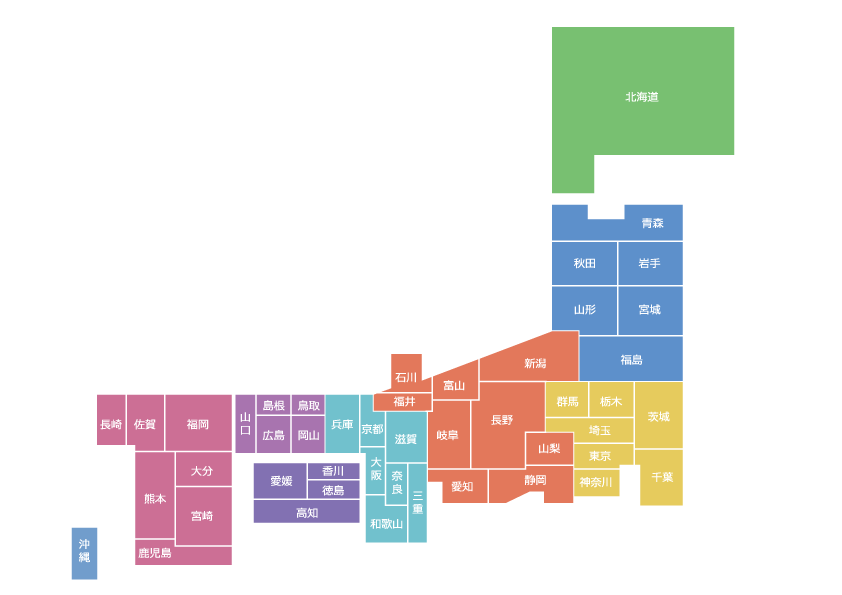 北海道
青森
秋田
岩手
山形
宮城
福島
新潟
石川
富山
福井
長野
岐阜
山梨
愛知
静岡
群馬
栃木
茨城
埼玉
東京
千葉
神奈川
京都
滋賀
兵庫
大阪
奈良
三重
和歌山
山口
島根
鳥取
広島
岡山
愛媛
香川
徳島
高知
長崎
佐賀
福岡
大分
熊本
宮崎
鹿児島
沖縄